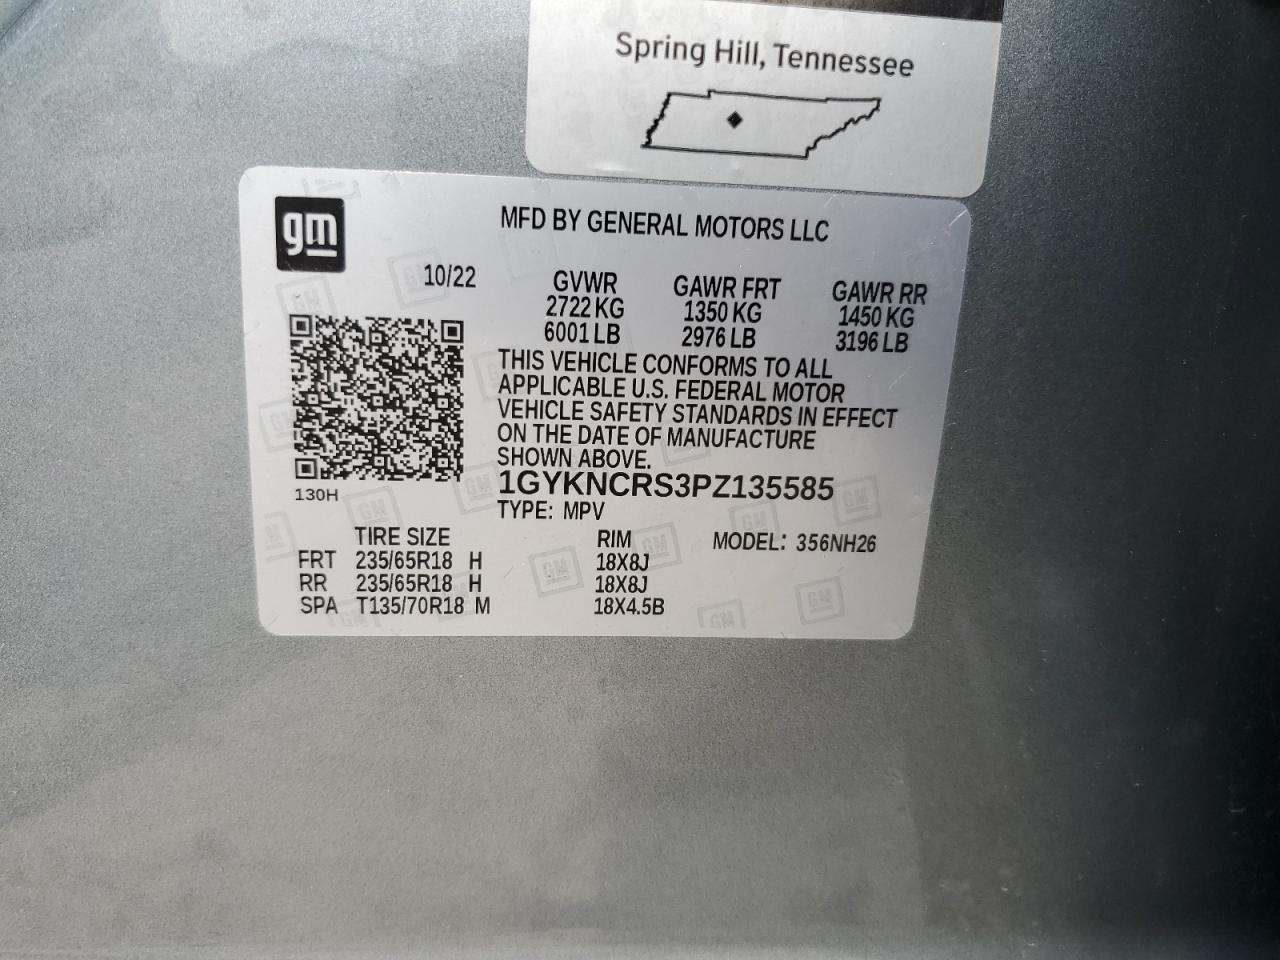 Spring Hill, Tennessee
gm
MFD BY GENERAL MOTORS LLC
10/22
GVWR GAWR FRT GAWR RR
2722 KG 1350 KG 1450 KG
6001 LB 2976 LB 3196 LB
THIS VEHICLE CONFORMS TO ALL
APPLICABLE U.S. FEDERAL MOTOR
VEHICLE SAFETY STANDARDS IN EFFECT
ON THE DATE OF MANUFACTURE
SHOWN ABOVE.
1GYKNCRS3PZ135585
130H
TYPE: MPV
TIRE SIZE RIM MODEL: 356NH26
FRT 235/65R18 H 18X8J
RR 235/65R18 H 18X8J
SPA T135/70R18 M 18X4.5B